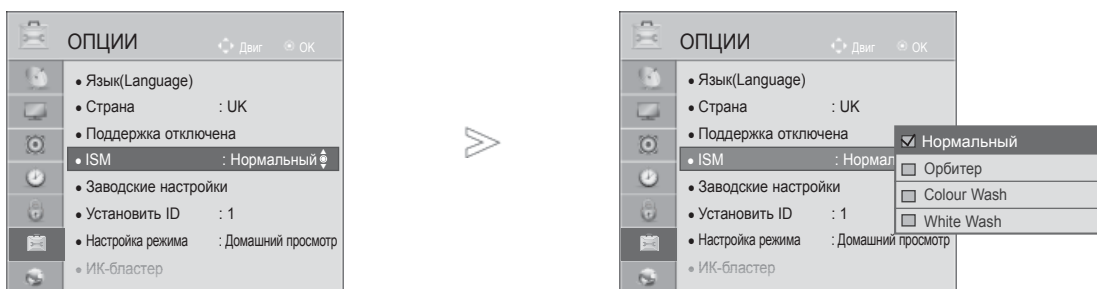 ОПЦИИ
Двиг ОК
• Язык(Language)
• Страна : UK
• Поддержка отключена
• ISM : Нормальный
• Заводские настройки
• Установить ID : 1
• Настройка режима : Домашний просмотр
• ИК-бластер
ОПЦИИ
Двиг ОК
• Язык(Language)
• Страна : UK
• Поддержка отключена
• ISM : Нормал
• Заводские настройки
• Установить ID : 1
• Настройка режима : Домашний просмотр
• ИК-бластер
Нормальный
Орбитер
Colour Wash
White Wash